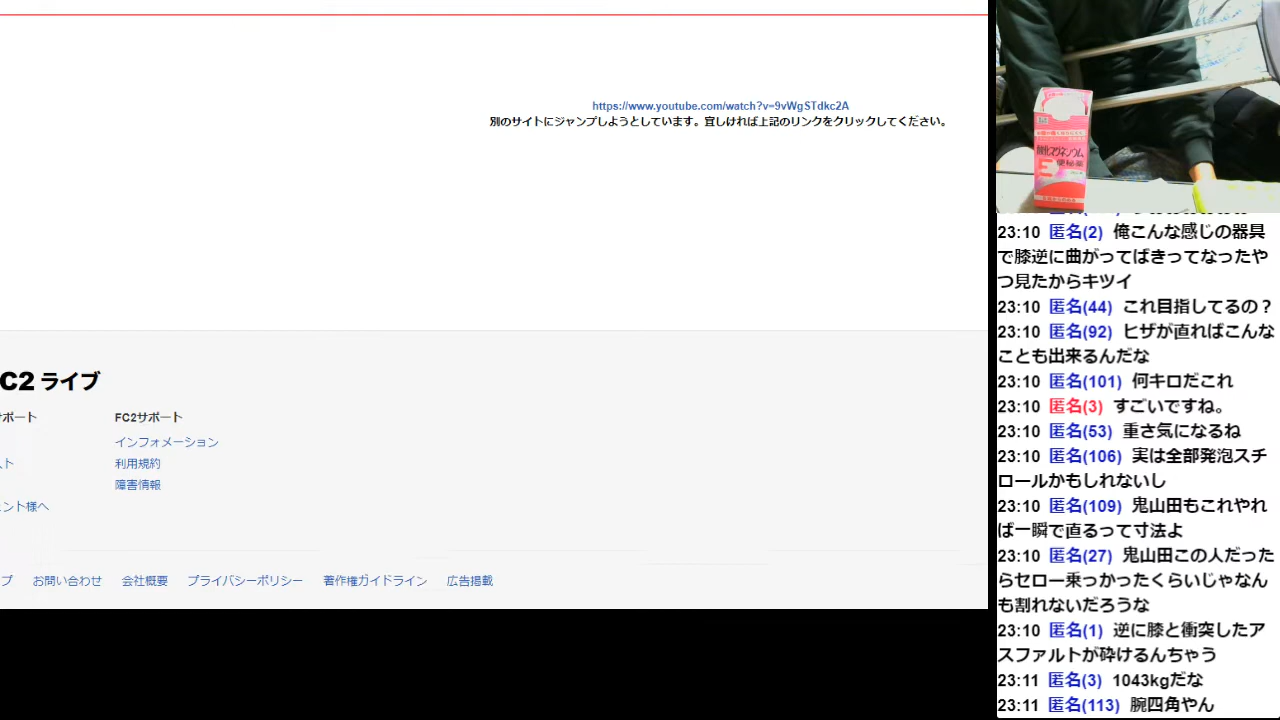 https://www.youtube.com/watch?v=9vWgSTdkc2A
別のサイトにジャンプしようとしています。宜しければ上記のリンクをクリックしてください。
C2 ライブ
ポート
FC2サポート
インフォメーション
利用規約
ント様へ
障害情報
プ お問い合わせ 会社概要 プライバシーポリシー 著作権ガイドライン 広告掲載
酸化マグネシウム
E便秘薬
23:10 匿名(2) 俺こんな感じの器具
で膝逆に曲がってばきってなったや
つ見たからキツイ
23:10 匿名(44) これ目指してるの？
23:10 匿名(92) ヒザが直ればこんな
ことも出来るんだな
23:10 匿名(101) 何キロだこれ
23:10 匿名(3) すごいですね。
23:10 匿名(53) 重さ気になるね
23:10 匿名(106) 実は全部発泡スチ
ロールかもしれないし
23:10 匿名(109) 鬼山田もこれやれ
ば一瞬で直るって寸法よ
23:10 匿名(27) 鬼山田この人だった
らセロー乗っかったくらいじゃなん
も割れないだろうな
23:10 匿名(1) 逆に膝と衝突したア
スファルトが砕けるんちゃう
23:11 匿名(3) 1043kgだな
23:11 匿名(113) 腕四角やん